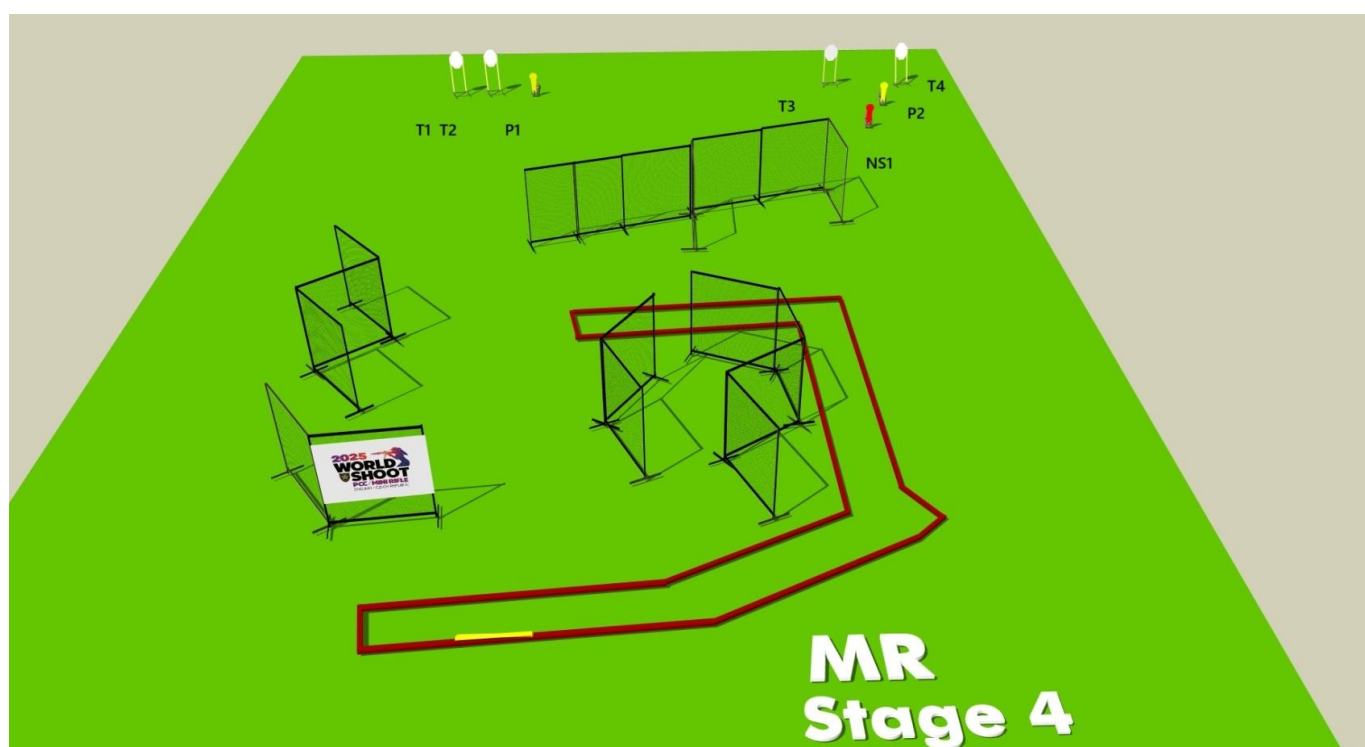 T1 T2
P1
T3
T4
P2
NS1
2025
WORLD
SHOOT
PCC / MINI RIFLE
MR
Stage 4